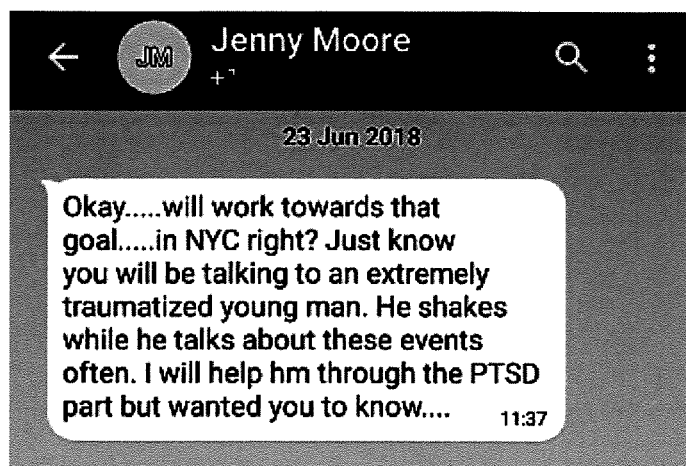 JM
Jenny Moore
23 Jun 2018
Okay.....will work towards that
goal.....in NYC right? Just know
you will be talking to an extremely
traumatized young man. He shakes
while he talks about these events
often. I will help hm through the PTSD
part but wanted you to know....
11:37